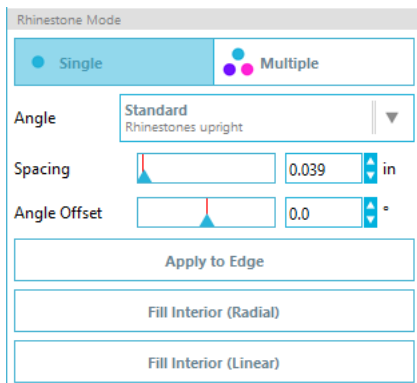 Rhinestone Mode
Single Multiple
Angle Standard
Rhinestones upright
Spacing 0.039 in
Angle Offset 0.0 °
Apply to Edge
Fill Interior (Radial)
Fill Interior (Linear)